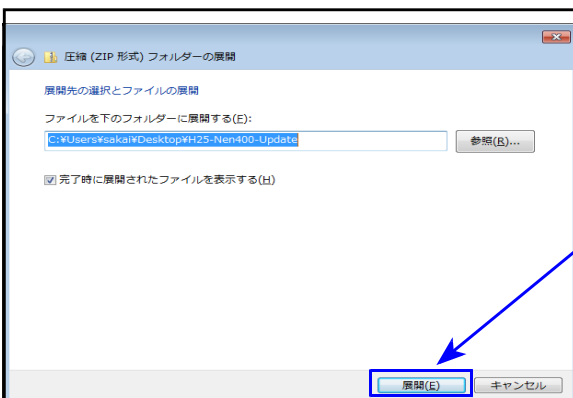 圧縮 (ZIP 形式) フォルダーの展開
展開先の選択とファイルの展開
ファイルを下のフォルダーに展開する(F):
C:¥Users¥sakai¥Desktop¥H25-Nen400-Update
参照(R)...
完了時に展開されたファイルを表示する(H)
展開(E)
キャンセル